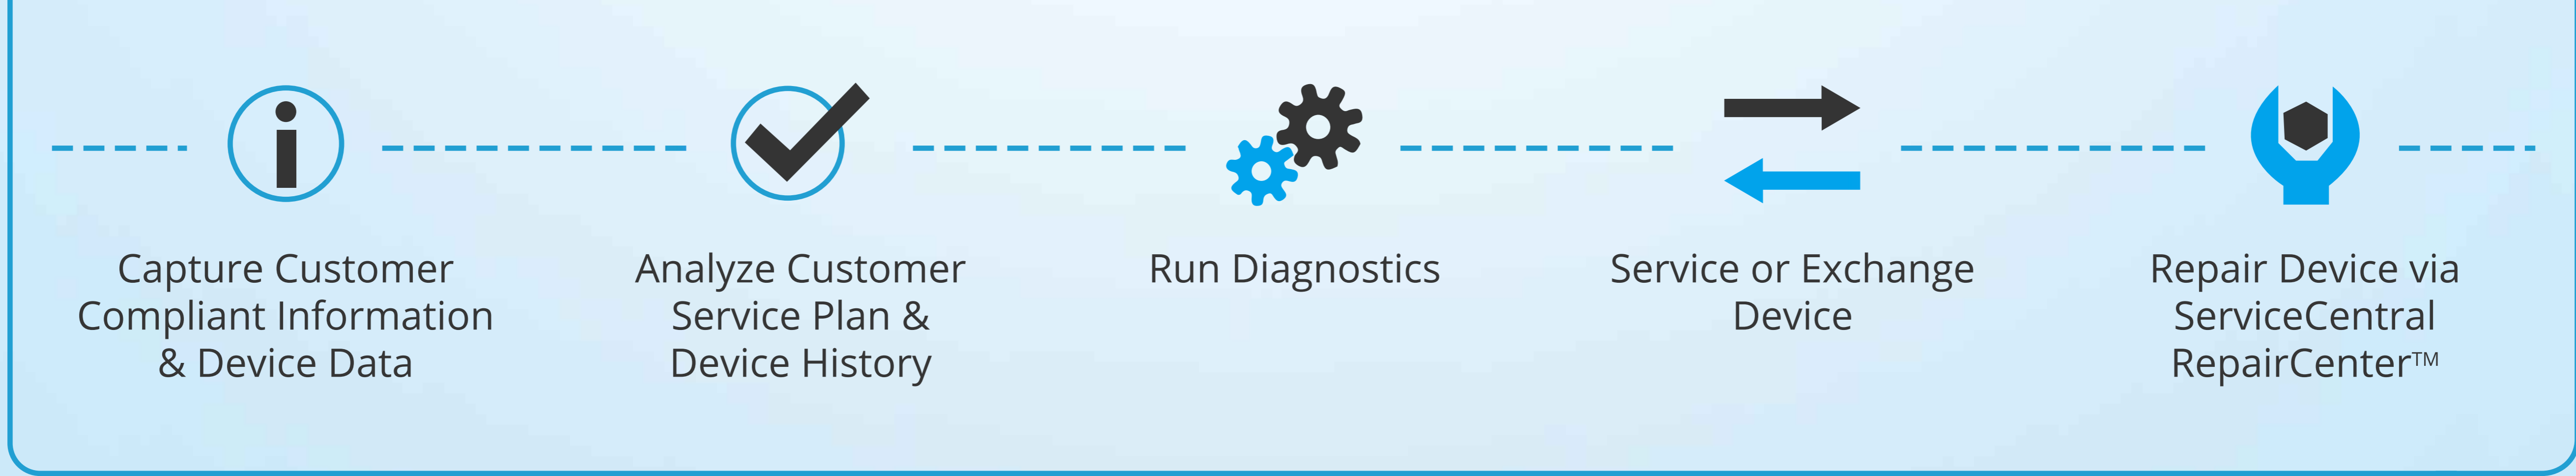 Capture Customer
Compliant Information
& Device Data
Analyze Customer
Service Plan &
Device History
Run Diagnostics
Service or Exchange
Device
Repair Device via
ServiceCentral
RepairCenter™